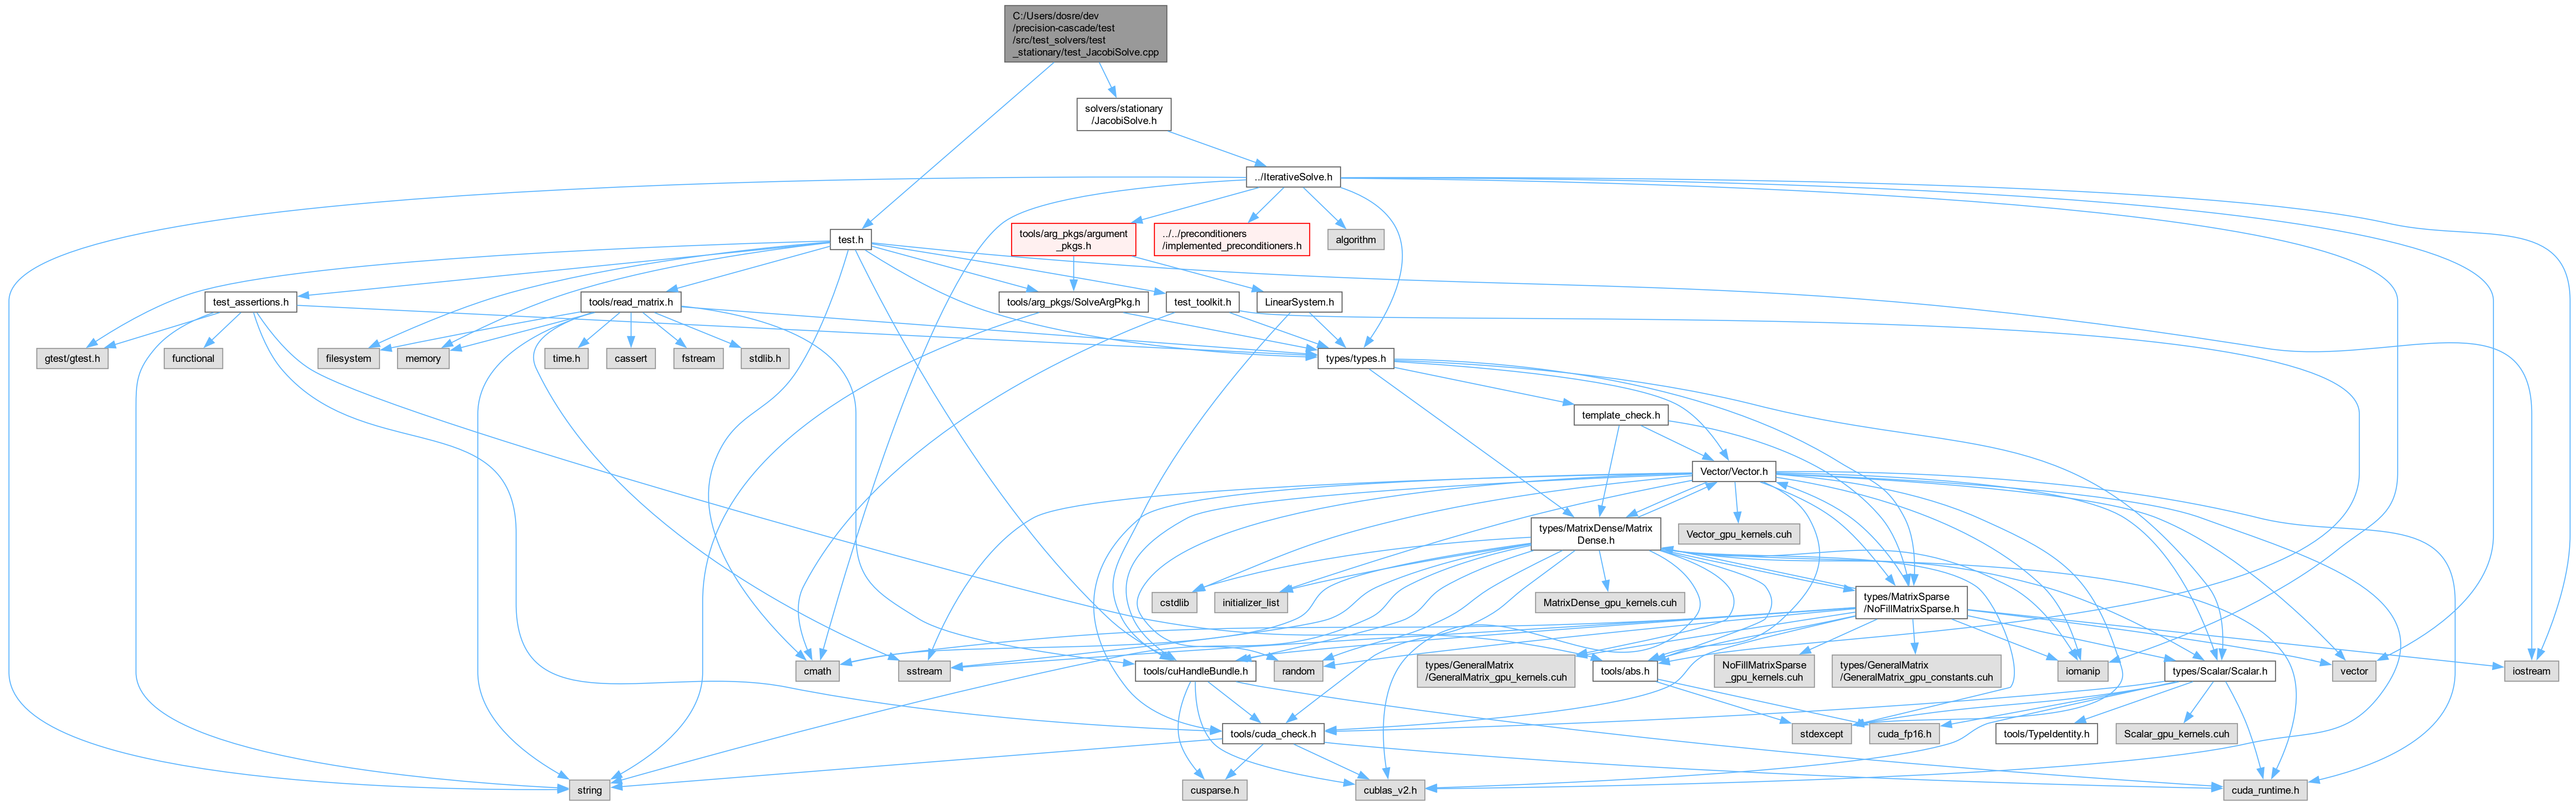 C:/Users/dosre/dev
/precision-cascade/test
/src/test_solvers/test
_stationary/test_JacobiSolve.cpp
solvers/stationary
/JacobiSolve.h
../IterativeSolve.h
tools/arg_pkgs/argument
_pkgs.h
../../preconditioners
/implemented_preconditioners.h
algorithm
test.h
test_assertions.h
tools/read_matrix.h
tools/arg_pkgs/SolveArgPkg.h
test_toolkit.h
LinearSystem.h
gtest/gtest.h
functional
filesystem
memory
time.h
cassert
fstream
stdlib.h
types/types.h
template_check.h
Vector/Vector.h
types/MatrixDense/Matrix
Dense.h
Vector_gpu_kernels.cuh
cstdlib
initializer_list
MatrixDense_gpu_kernels.cuh
types/MatrixSparse
/NoFillMatrixSparse.h
cmath
sstream
tools/cuHandleBundle.h
random
types/GeneralMatrix
/GeneralMatrix_gpu_kernels.cuh
tools/abs.h
NoFillMatrixSparse
_gpu_kernels.cuh
types/GeneralMatrix
/GeneralMatrix_gpu_constants.cuh
iomanip
types/Scalar/Scalar.h
vector
iostream
tools/cuda_check.h
stdexcept
cuda_fp16.h
tools/TypeIdentity.h
Scalar_gpu_kernels.cuh
string
cusparse.h
cublas_v2.h
cuda_runtime.h